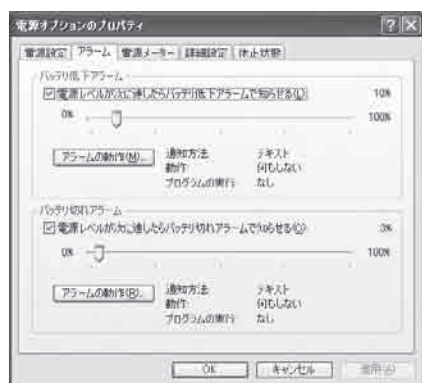 電源オプションのプロパティ
電源設定 アラーム 電源メーター 詳細設定 休止状態
バッテリ低下アラーム
電源レベルが次に達したらバッテリ低下アラームで知らせる(L) 10%
0% 100%
アラームの動作(M)... 通知方法 テキスト
動作: 何もしない
プログラムの実行: なし
バッテリ切れアラーム
電源レベルが次に達したらバッテリ切れアラームで知らせる(C) 3%
0% 100%
アラームの動作(R)... 通知方法 テキスト
動作: 何もしない
プログラムの実行: なし
OK キャンセル 適用(A)